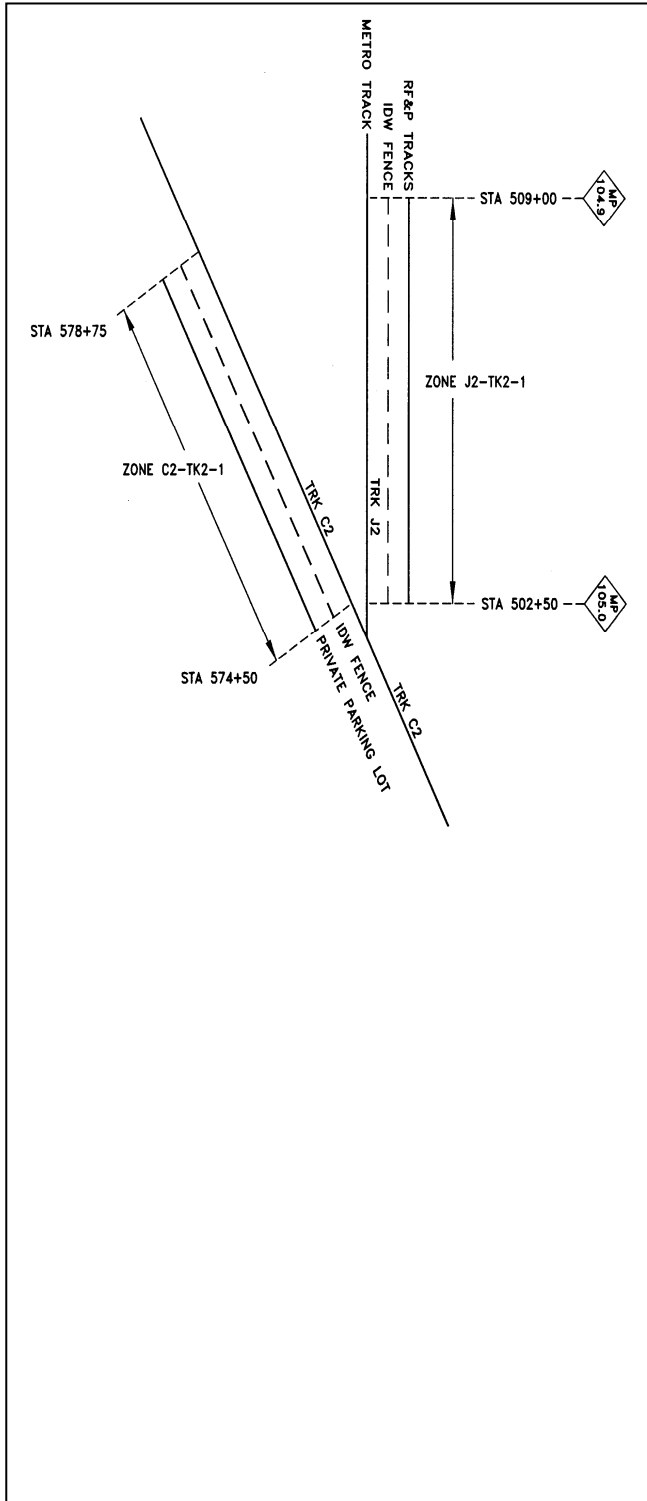 METRO TRACK
IDW FENCE
RF&P TRACKS
STA 509+00
MP
104.9
ZONE J2-TK2-1
TRK J2
STA 502+50
MP
105.0
STA 578+75
ZONE C2-TK2-1
TRK C2
STA 574+50
IDW FENCE
PRIVATE PARKING LOT
TRK C2